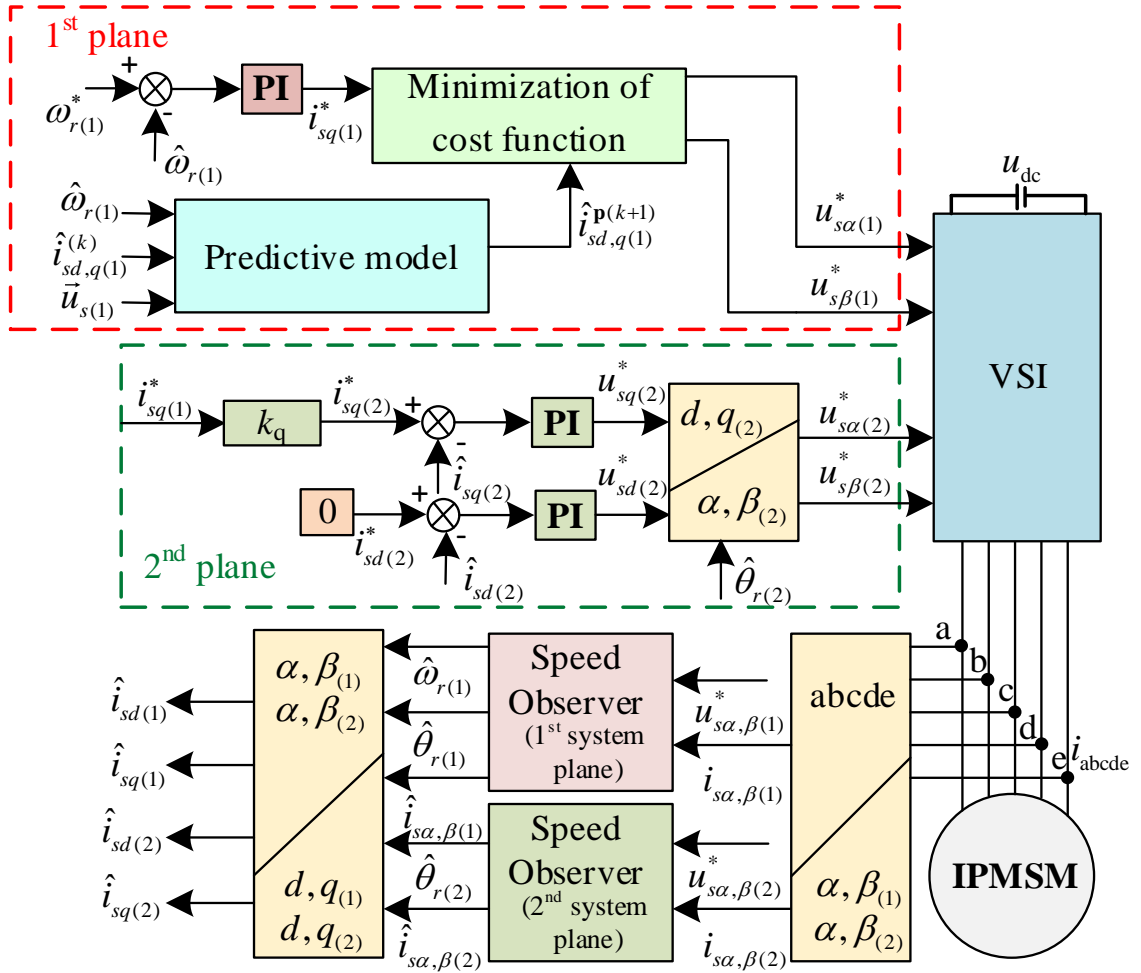 1st plane
+
-
ω*r(1)
ω̂r(1)
PI
i*sq(1)
Minimization of
cost function
ω̂r(1)
î(k)sd,q(1)
u⃗s(1)
Predictive model
îp(k+1)sd,q(1)
u*sα(1)
u*sβ(1)
udc
VSI
i*sq(1)
kq
i*sq(2)
+
-
îsq(2)
PI
u*sq(2)
0
i*sd(2)
+
-
îsd(2)
PI
u*sd(2)
d,q(2)
α,β(2)
θ̂r(2)
u*sα(2)
u*sβ(2)
2nd plane
îsd(1)
îsq(1)
îsd(2)
îsq(2)
α,β(1)
α,β(2)
d,q(1)
d,q(2)
ω̂r(1)
θ̂r(1)
îsα,β(1)
θ̂r(2)
îsα,β(2)
Speed
Observer
(1st system
plane)
Speed
Observer
(2nd system
plane)
u*sα,β(1)
isα,β(1)
u*sα,β(2)
isα,β(2)
abcde
α,β(1)
α,β(2)
a
b
c
d
e
iabcde
IPMSM